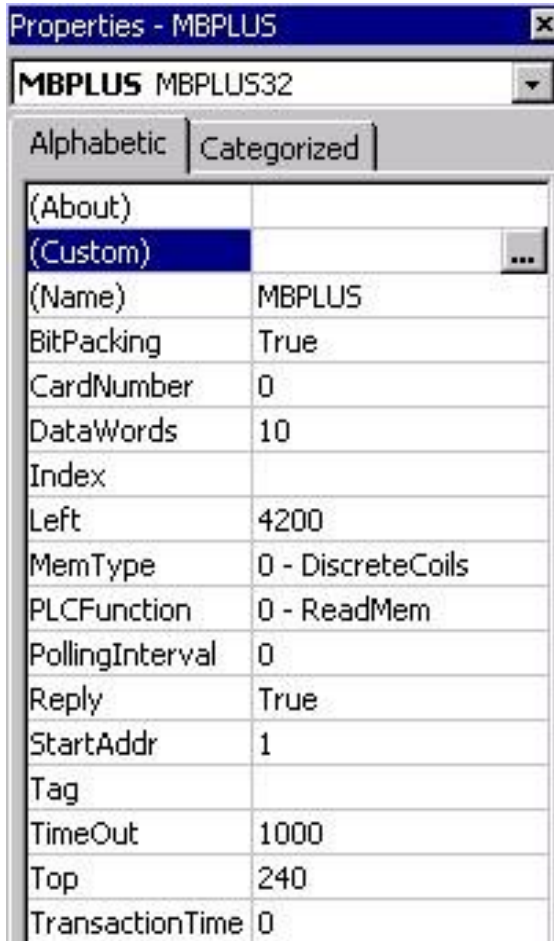 Properties - MBPLUS
MBPLUS MBPLUS32
Alphabetic Categorized
(About)
(Custom) ...
(Name) MBPLUS
BitPacking True
CardNumber 0
DataWords 10
Index
Left 4200
MemType 0 - DiscreteCoils
PLCFunction 0 - ReadMem
PollingInterval 0
Reply True
StartAddr 1
Tag
TimeOut 1000
Top 240
TransactionTime 0